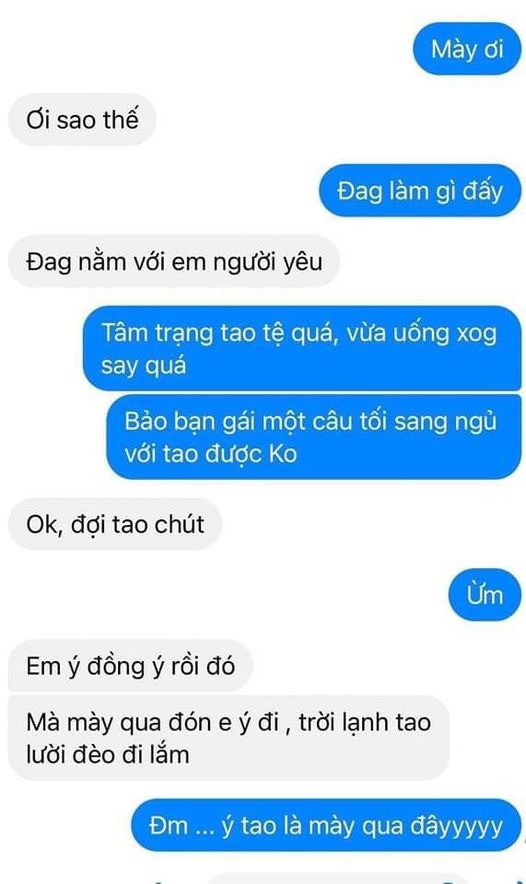 Mày ơi
Ơi sao thế
Đag làm gì đấy
Đag nằm với em người yêu
Tâm trạng tao tệ quá, vừa uống xog
say quá
Bảo bạn gái một câu tối sang ngủ
với tao được Ko
Ok, đợi tao chút
Ừm
Em ý đồng ý rồi đó
Mà mày qua đón e ý đi , trời lạnh tao
lười đèo đi lắm
Đm ... ý tao là mày qua đâyyyyy